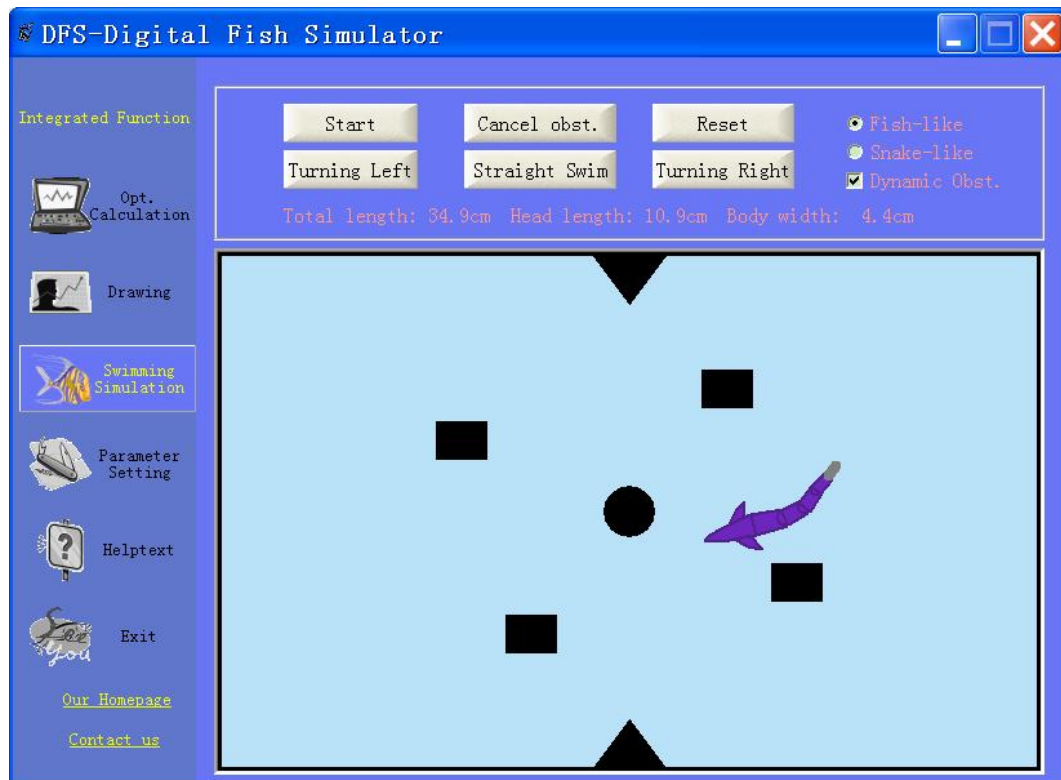 DFS-Digital Fish Simulator
Integrated Function
Opt.
Calculation
Drawing
Swimming
Simulation
Parameter
Setting
Helptext
Exit
Our Homepage
Contact us
Start
Cancel obst.
Reset
Turning Left
Straight Swim
Turning Right
Fish-like
Snake-like
Dynamic Obst.
Total length: 34.9cm Head length: 10.9cm Body width: 4.4cm